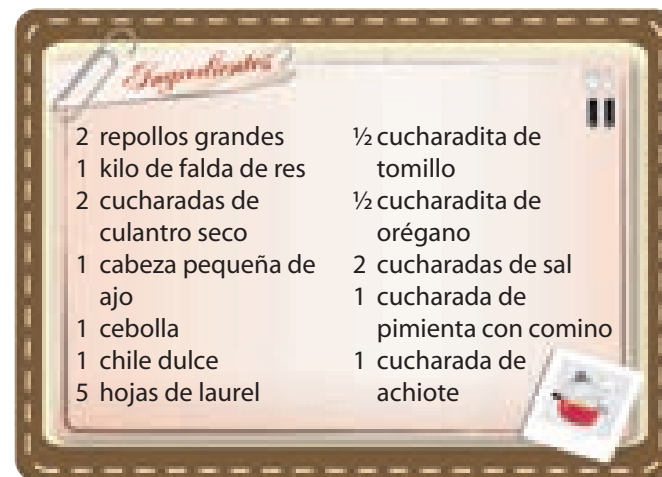 Ingredientes
2 repollos grandes
1 kilo de falda de res
2 cucharadas de
culantro seco
1 cabeza pequeña de
ajo
1 cebolla
1 chile dulce
5 hojas de laurel
½ cucharadita de
tomillo
½ cucharadita de
orégano
2 cucharadas de sal
1 cucharada de
pimienta con comino
1 cucharada de
achiote